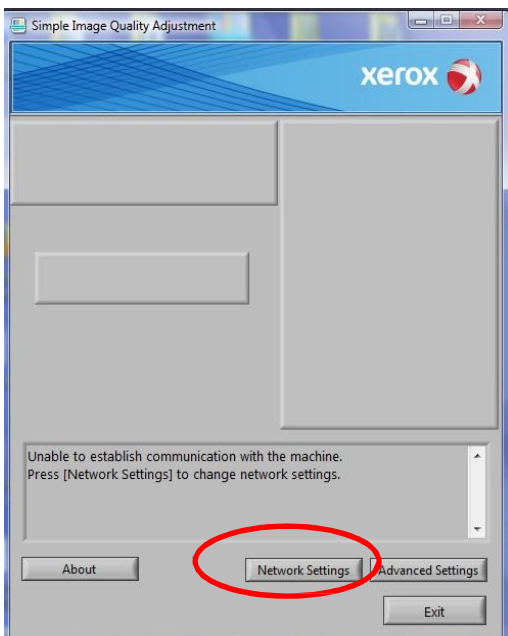 Simple Image Quality Adjustment
xerox
Unable to establish communication with the machine.
Press [Network Settings] to change network settings.
About
Network Settings
Advanced Settings
Exit